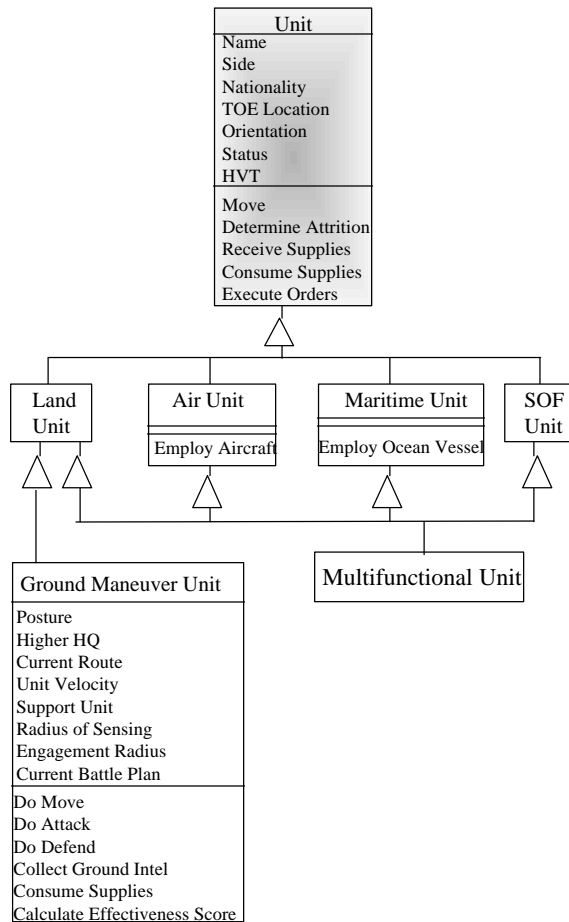 Unit
Name
Side
Nationality
TOE Location
Orientation
Status
HVT
Move
Determine Attrition
Receive Supplies
Consume Supplies
Execute Orders
Land
Unit
Air Unit
Employ Aircraft
Maritime Unit
Employ Ocean Vessel
SOF
Unit
Ground Maneuver Unit
Posture
Higher HQ
Current Route
Unit Velocity
Support Unit
Radius of Sensing
Engagement Radius
Current Battle Plan
Do Move
Do Attack
Do Defend
Collect Ground Intel
Consume Supplies
Calculate Effectiveness Score
Multifunctional Unit